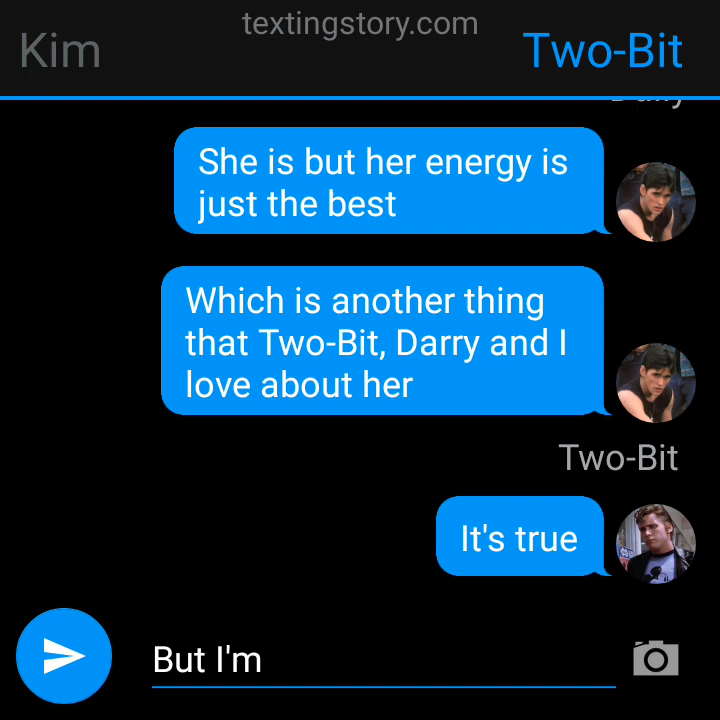 textingstory.com
Kim
Two-Bit
She is but her energy is
just the best
Which is another thing
that Two-Bit, Darry and I
love about her
Two-Bit
It's true
But I'm